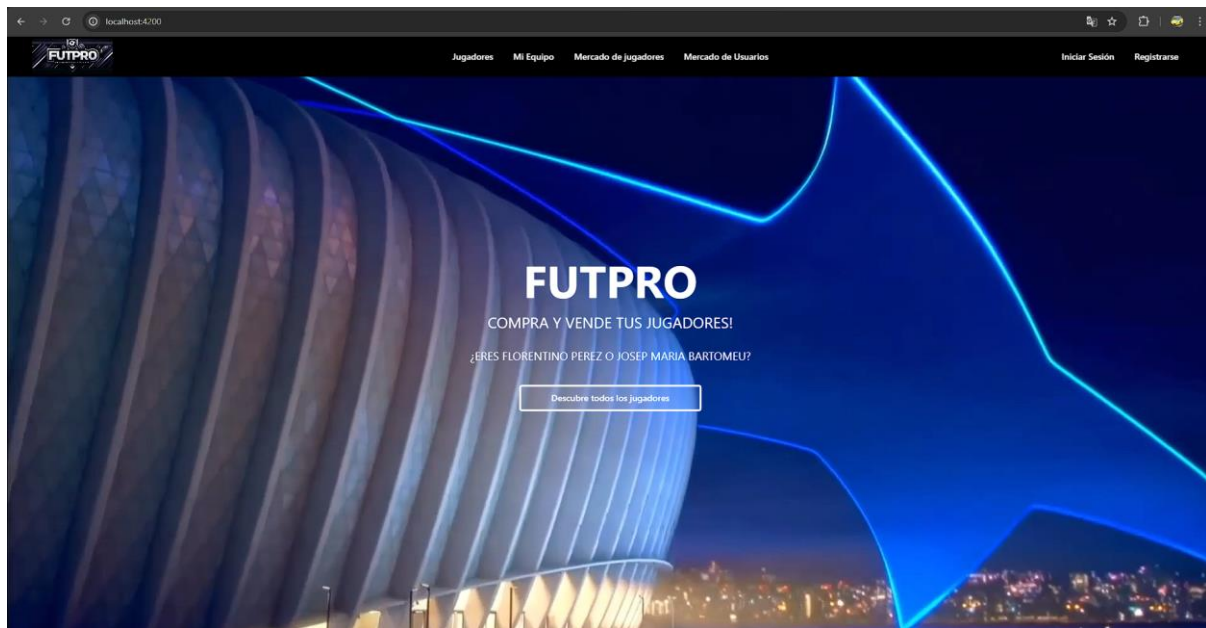 localhost:4200
FUTPRO
Jugadores Mi Equipo Mercado de jugadores Mercado de Usuarios Iniciar Sesión Registrarse
FUTPRO
COMPRA Y VENDE TUS JUGADORES!
¿ERES FLORENTINO PEREZ O JOSEP MARIA BARTOMEU?
Descubre todos los jugadores